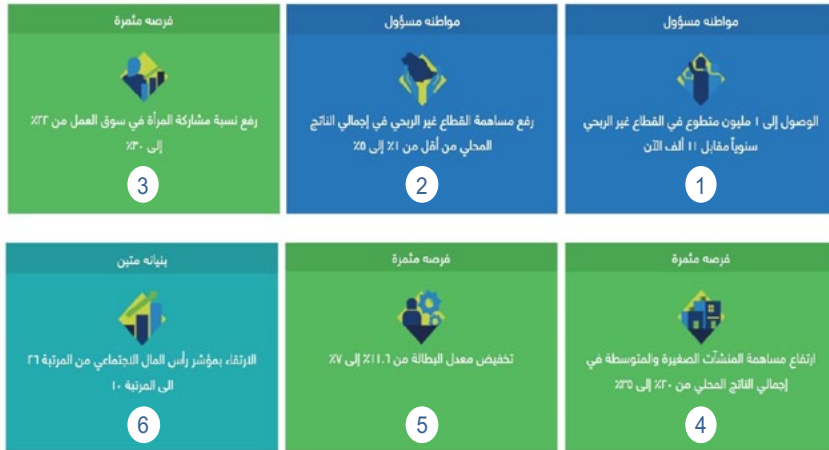 مواطنه مسؤول
الوصول إلى ١ مليون متطوع في القطاع غير الربحي
سنوياً مقابل ١١ ألف الآن
1
مواطنه مسؤول
رفع مساهمة القطاع غير الربحي في إجمالي الناتج
المحلي من أقل من ١٪ إلى ٥٪
2
فرصه مثمرة
رفع نسبة مشاركة المرأة في سوق العمل من ٢٢٪
إلى ٣٠٪
3
فرصه مثمرة
ارتفاع مساهمة المنشآت الصغيرة والمتوسطة في
إجمالي الناتج المحلي من ٢٠٪ إلى ٣٥٪
4
فرصه مثمرة
تخفيض معدل البطالة من ١١.٦٪ إلى ٧٪
5
بنيانه متين
الارتقاء بمؤشر رأس المال الاجتماعي من المرتبة ٢٦
الى المرتبة ١٠
6